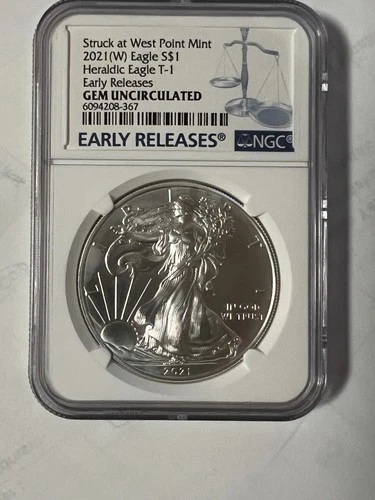 Struck at West Point Mint
2021(W) Eagle S$1
Heraldic Eagle T-1
Early Releases
GEM UNCIRCULATED
6094208-367
EARLY RELEASES® NGC®
LIBERTY
IN GOD
WE TRUST
2021